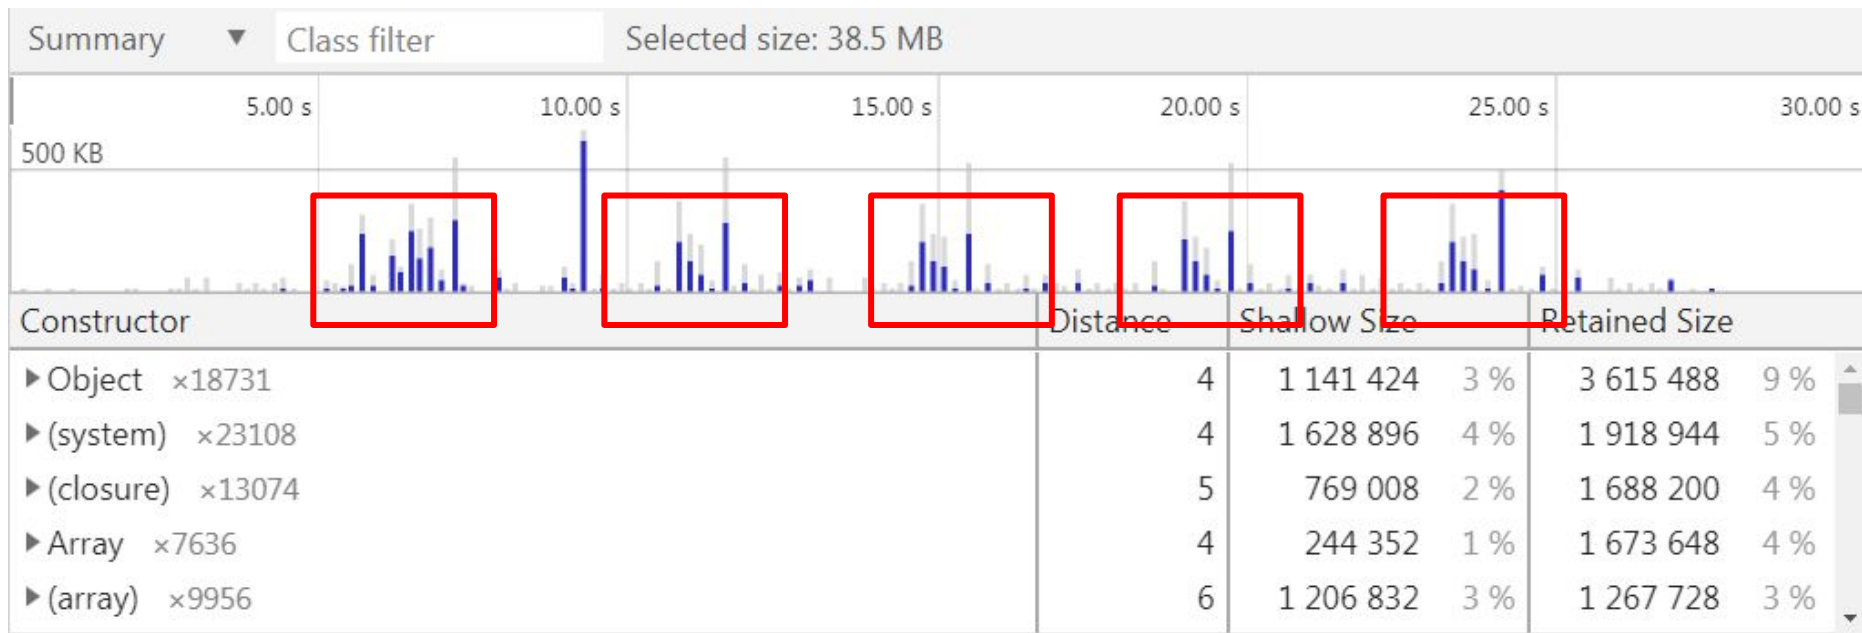 Summary ▼ Class filter Selected size: 38.5 MB
5.00 s 10.00 s 15.00 s 20.00 s 25.00 s 30.00 s
500 KB
Constructor Distance Shallow Size Retained Size
Object ×18731 4 1 141 424 3 % 3 615 488 9 %
(system) ×23108 4 1 628 896 4 % 1 918 944 5 %
(closure) ×13074 5 769 008 2 % 1 688 200 4 %
Array ×7636 4 244 352 1 % 1 673 648 4 %
(array) ×9956 6 1 206 832 3 % 1 267 728 3 %